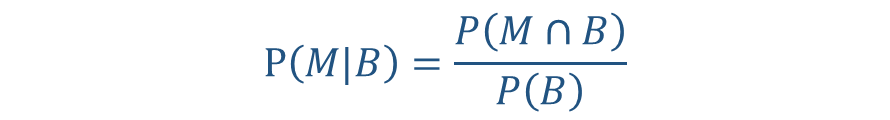 P(M|B) = P(M ∩ B) / P(B)